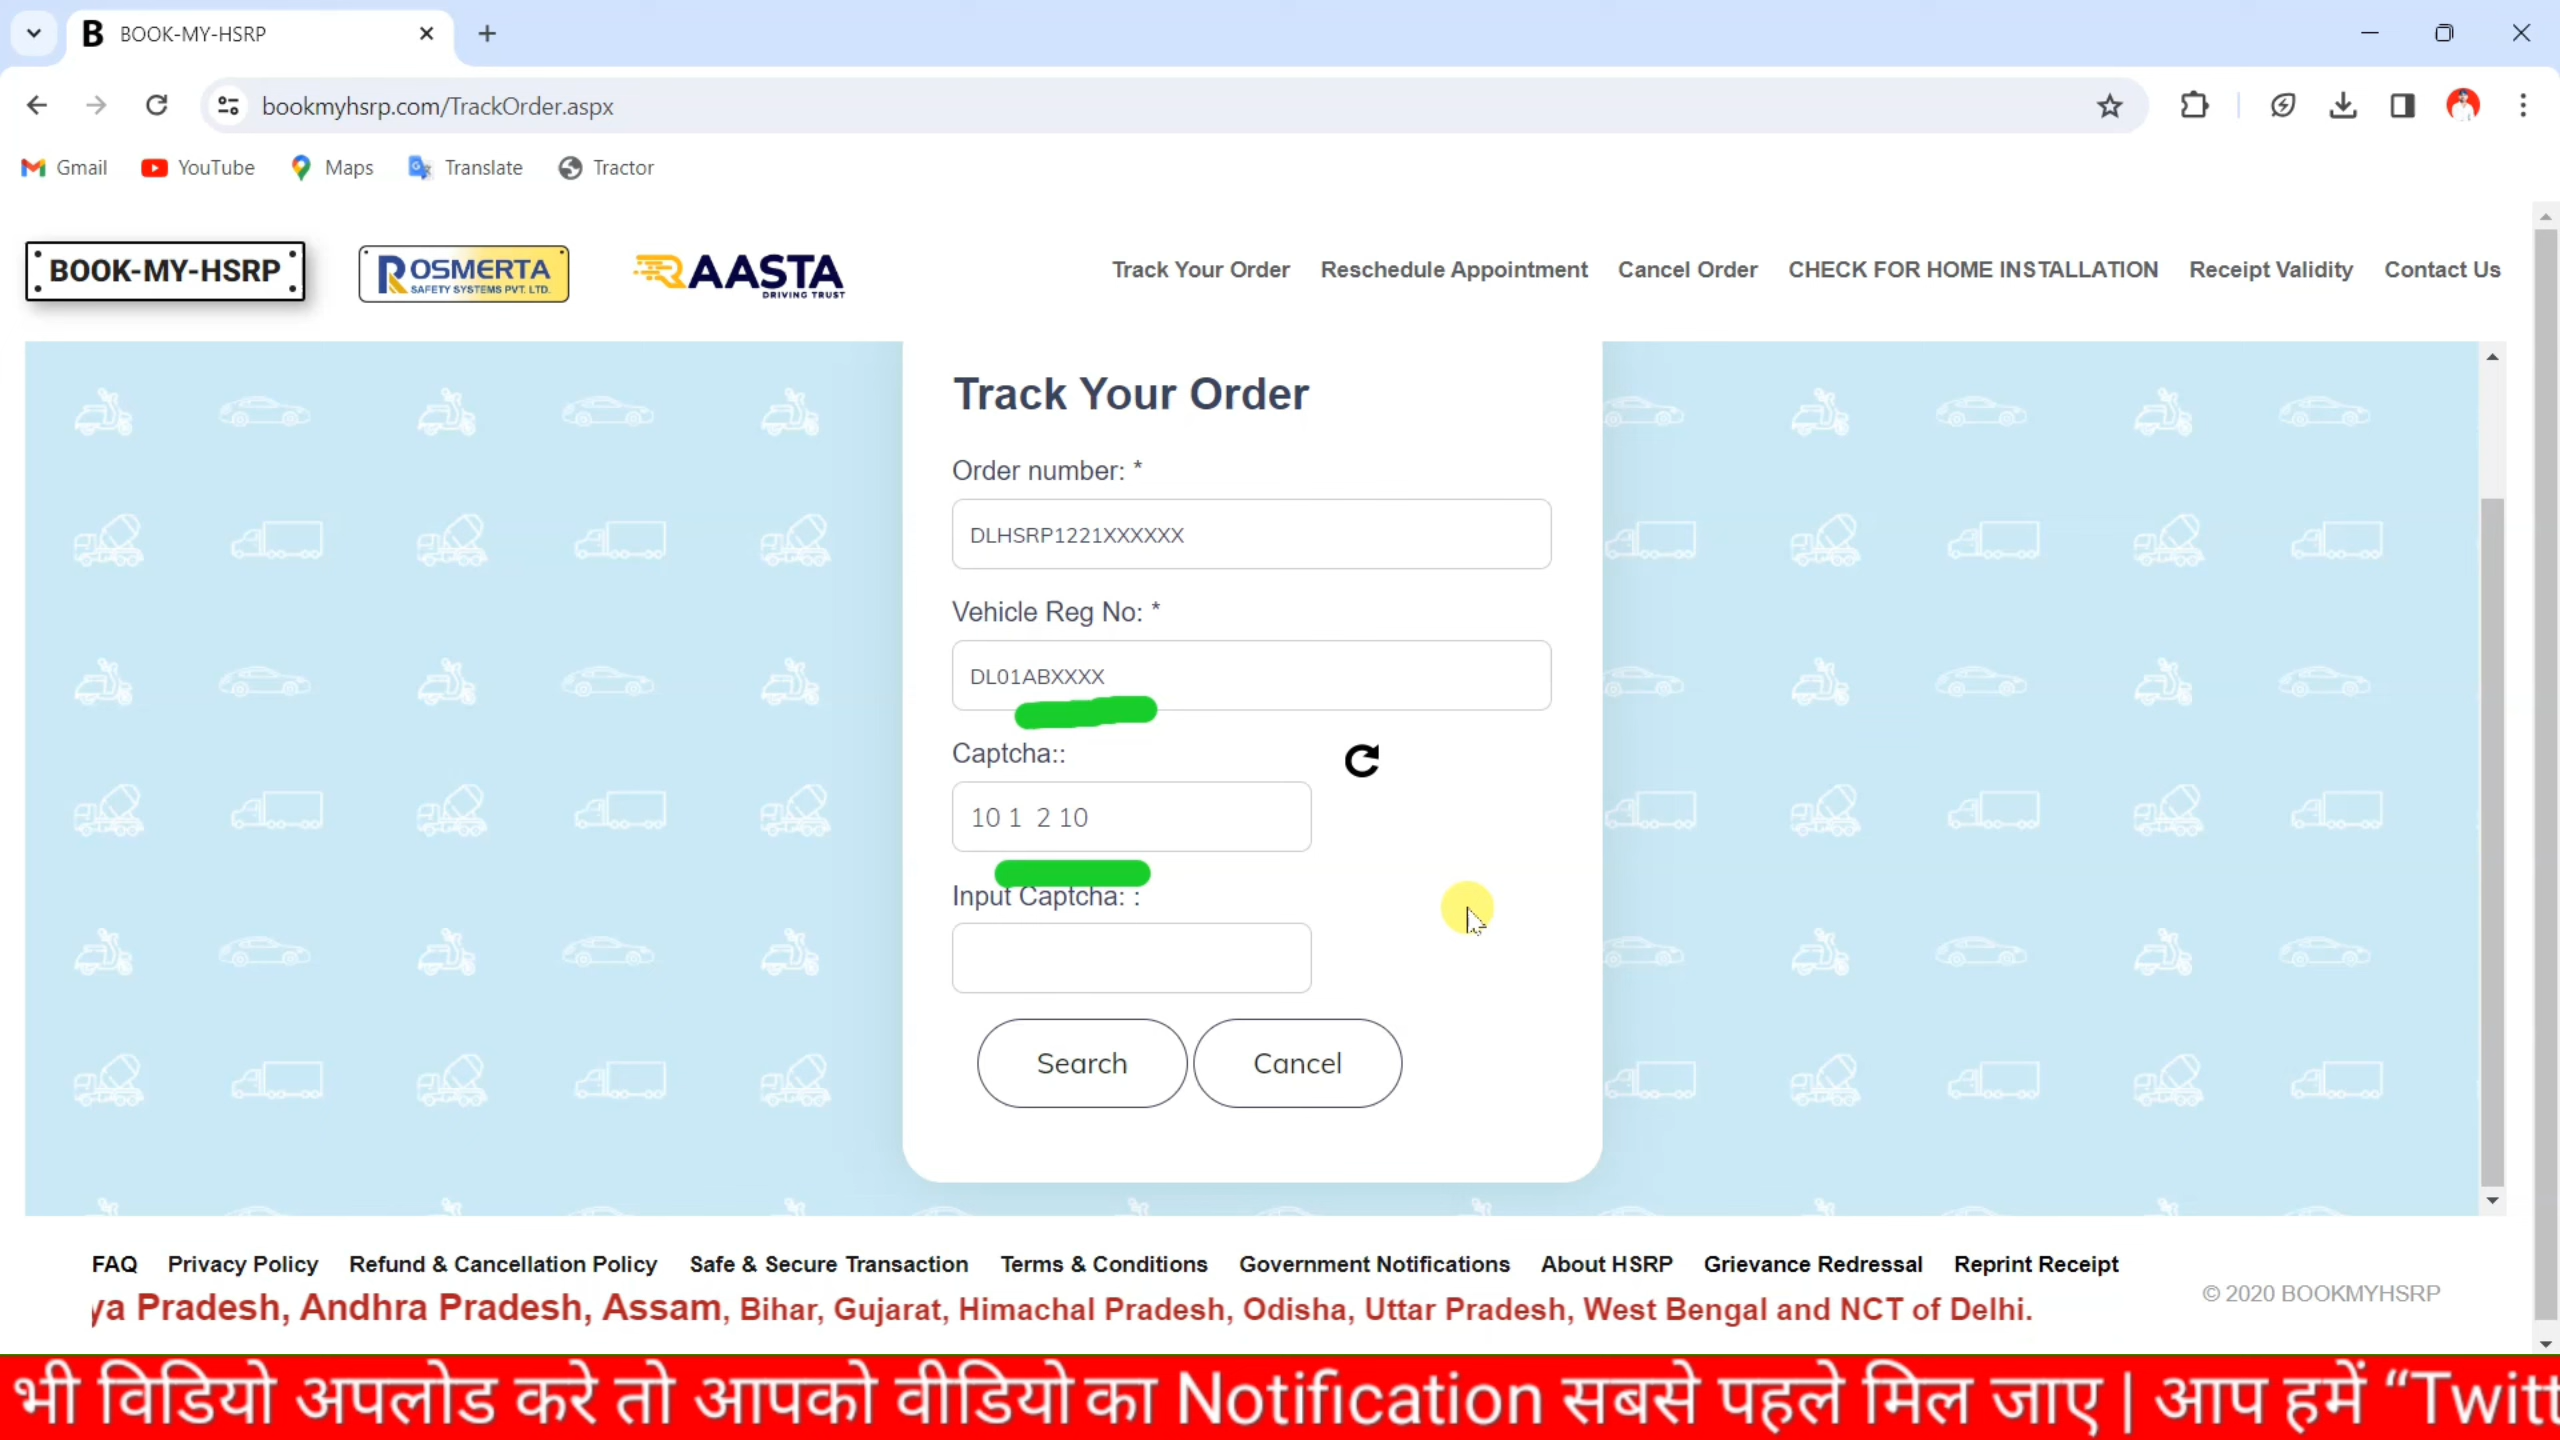 BOOK-MY-HSRP
bookmyhsrp.com/TrackOrder.aspx
Gmail YouTube Maps Translate Tractor
BOOK-MY-HSRP ROSMERTA SAFETY SYSTEMS PVT. LTD. RAASTA DRIVING TRUST Track Your Order Reschedule Appointment Cancel Order CHECK FOR HOME INSTALLATION Receipt Validity Contact Us
Track Your Order
Order number: *
DLHSRP1221XXXXXX
Vehicle Reg No: *
DL01ABXXXX
Captcha::
10 1 2 10
Input Captcha: :
Search Cancel
FAQ Privacy Policy Refund & Cancellation Policy Safe & Secure Transaction Terms & Conditions Government Notifications About HSRP Grievance Redressal Reprint Receipt
ya Pradesh, Andhra Pradesh, Assam, Bihar, Gujarat, Himachal Pradesh, Odisha, Uttar Pradesh, West Bengal and NCT of Delhi.
© 2020 BOOKMYHSRP
भी विडियो अपलोड करे तो आपको वीडियो का Notification सबसे पहले मिल जाए | आप हमें “Twitt